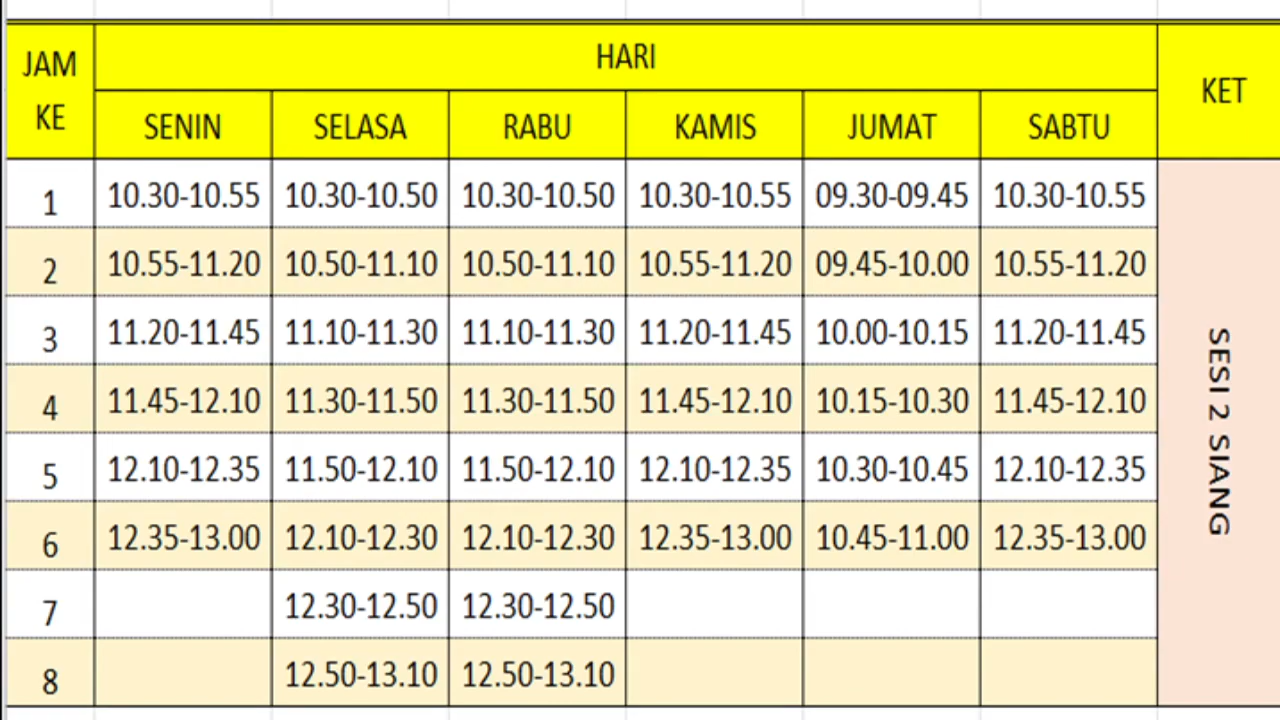 JAM KE HARI KET
SENIN SELASA RABU KAMIS JUMAT SABTU
1 10.30-10.55 10.30-10.50 10.30-10.50 10.30-10.55 09.30-09.45 10.30-10.55
2 10.55-11.20 10.50-11.10 10.50-11.10 10.55-11.20 09.45-10.00 10.55-11.20
3 11.20-11.45 11.10-11.30 11.10-11.30 11.20-11.45 10.00-10.15 11.20-11.45
4 11.45-12.10 11.30-11.50 11.30-11.50 11.45-12.10 10.15-10.30 11.45-12.10
5 12.10-12.35 11.50-12.10 11.50-12.10 12.10-12.35 10.30-10.45 12.10-12.35
6 12.35-13.00 12.10-12.30 12.10-12.30 12.35-13.00 10.45-11.00 12.35-13.00
7 12.30-12.50 12.30-12.50
8 12.50-13.10 12.50-13.10
SESI 2 SIANG